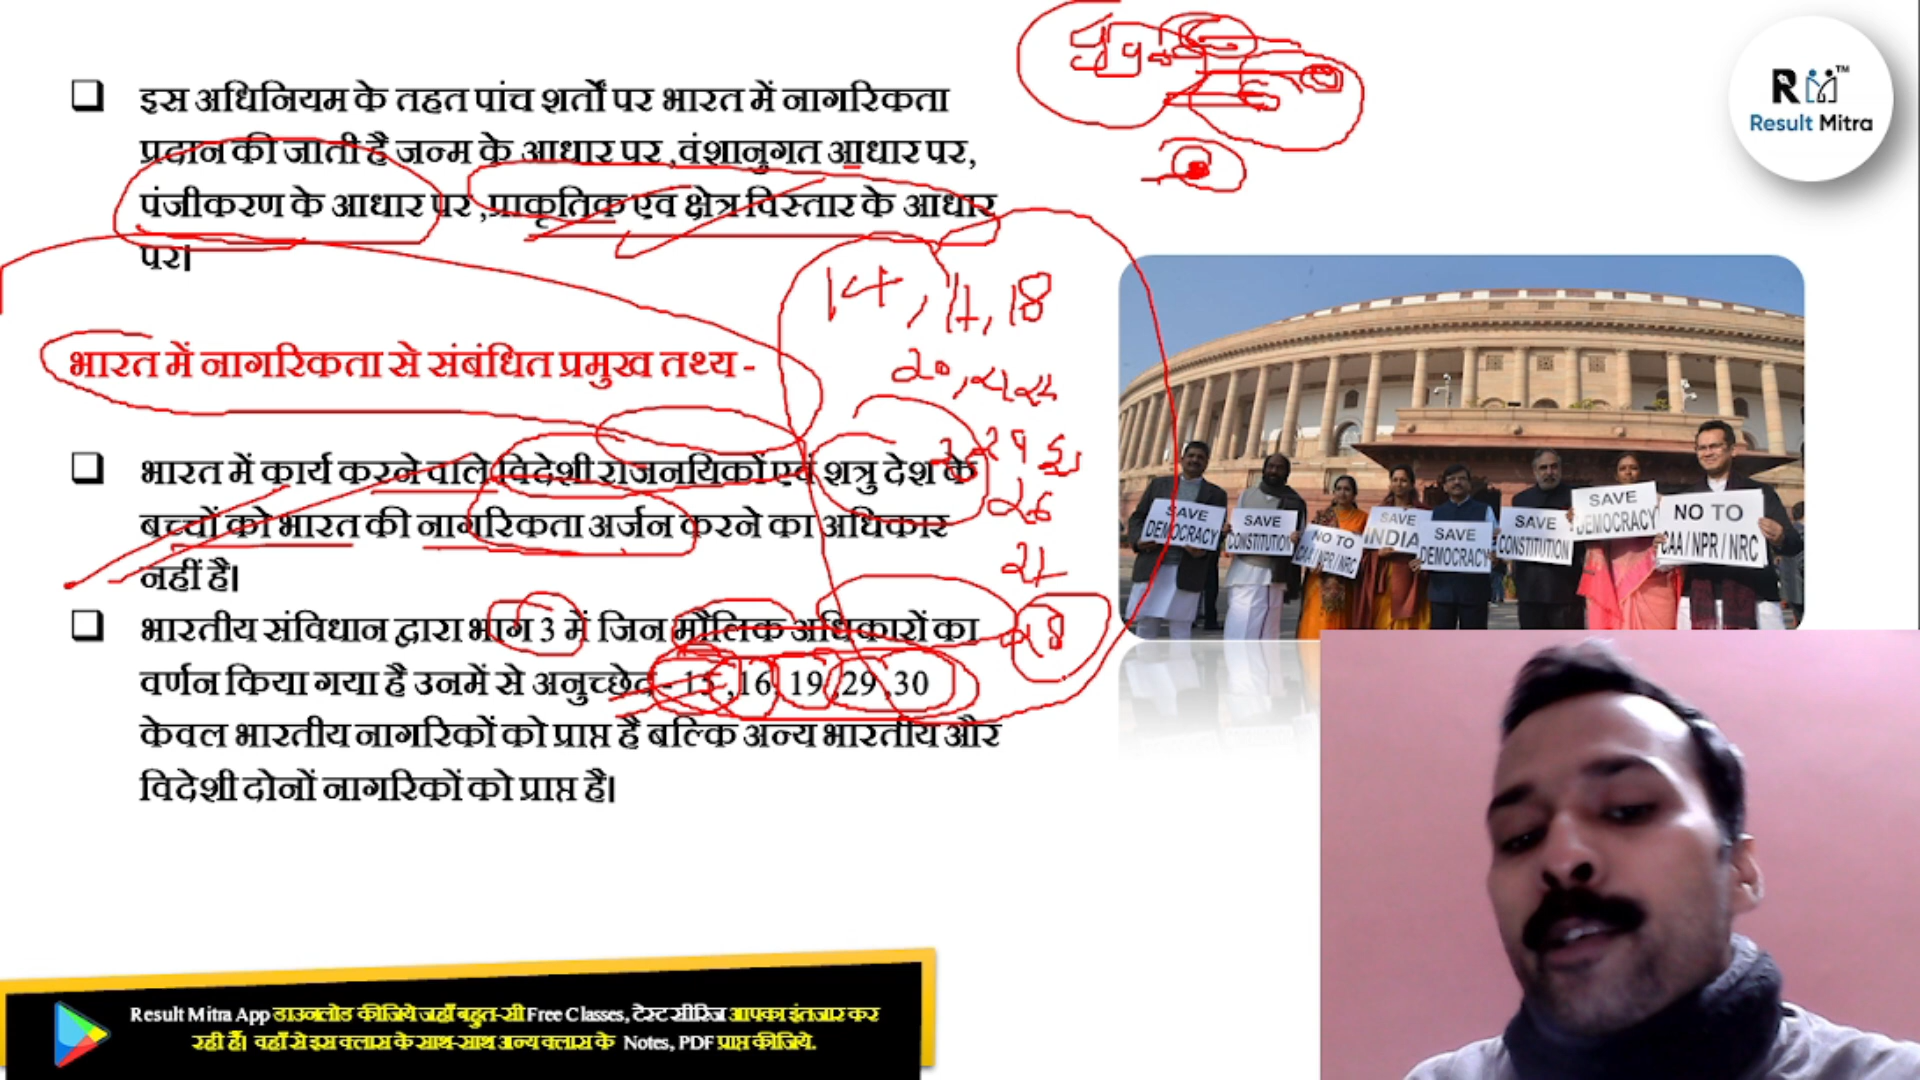 इस अधिनियम के तहत पांच शर्तों पर भारत में नागरिकता
प्रदान की जाती है जन्म के आधार पर ,वंशानुगत आधार पर,
पंजीकरण के आधार पर ,प्राकृतिक एव क्षेत्र विस्तार के आधार
पर।
भारत में नागरिकता से संबंधित प्रमुख तथ्य -
भारत में कार्य करने वाले विदेशी राजनयिकों एवं शत्रु देश के
बच्चों को भारत की नागरिकता अर्जन करने का अधिकार
नहीं है।
भारतीय संविधान द्वारा भाग 3 में जिन मौलिक अधिकारों का
वर्णन किया गया है उनमें से अनुच्छेद - 15 ,16, 19 ,29 ,30
केवल भारतीय नागरिकों को प्राप्त है बल्कि अन्य भारतीय और
विदेशी दोनों नागरिकों को प्राप्त है।
14, 18
20,
26
21
28
R TM
Result Mitra
SAVE DEMOCRACY
SAVE CONSTITUTION
NO TO CAA / NPR / NRC
SAVE INDIA
SAVE DEMOCRACY
SAVE CONSTITUTION
SAVE DEMOCRACY
NO TO CAA / NPR / NRC
Result Mitra App डाउनलोड कीजिये जहाँ बहुत-सी Free Classes, टेस्ट सीरिज आपका इंतजार कर
रही हैं। वहाँ से इस क्लास के साथ-साथ अन्य क्लास के Notes, PDF प्राप्त कीजिये.